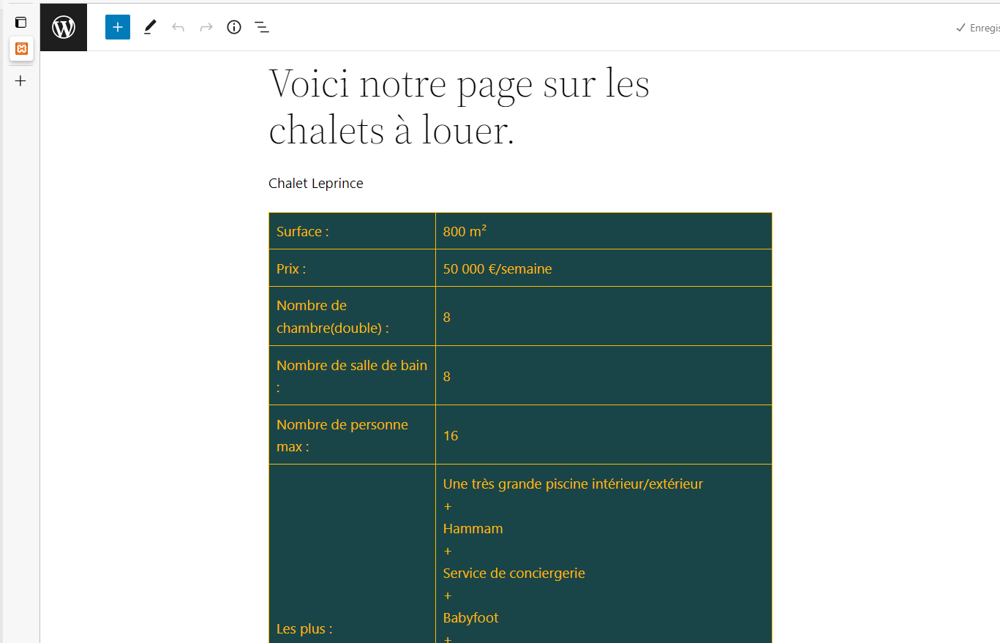 Enregis
Voici notre page sur les
chalets à louer.
Chalet Leprince
Surface :
800 m²
Prix :
50 000 €/semaine
Nombre de
chambre(double) :
8
Nombre de salle de bain
:
8
Nombre de personne
max :
16
Les plus :
Une très grande piscine intérieur/extérieur
+
Hammam
+
Service de conciergerie
+
Babyfoot
+